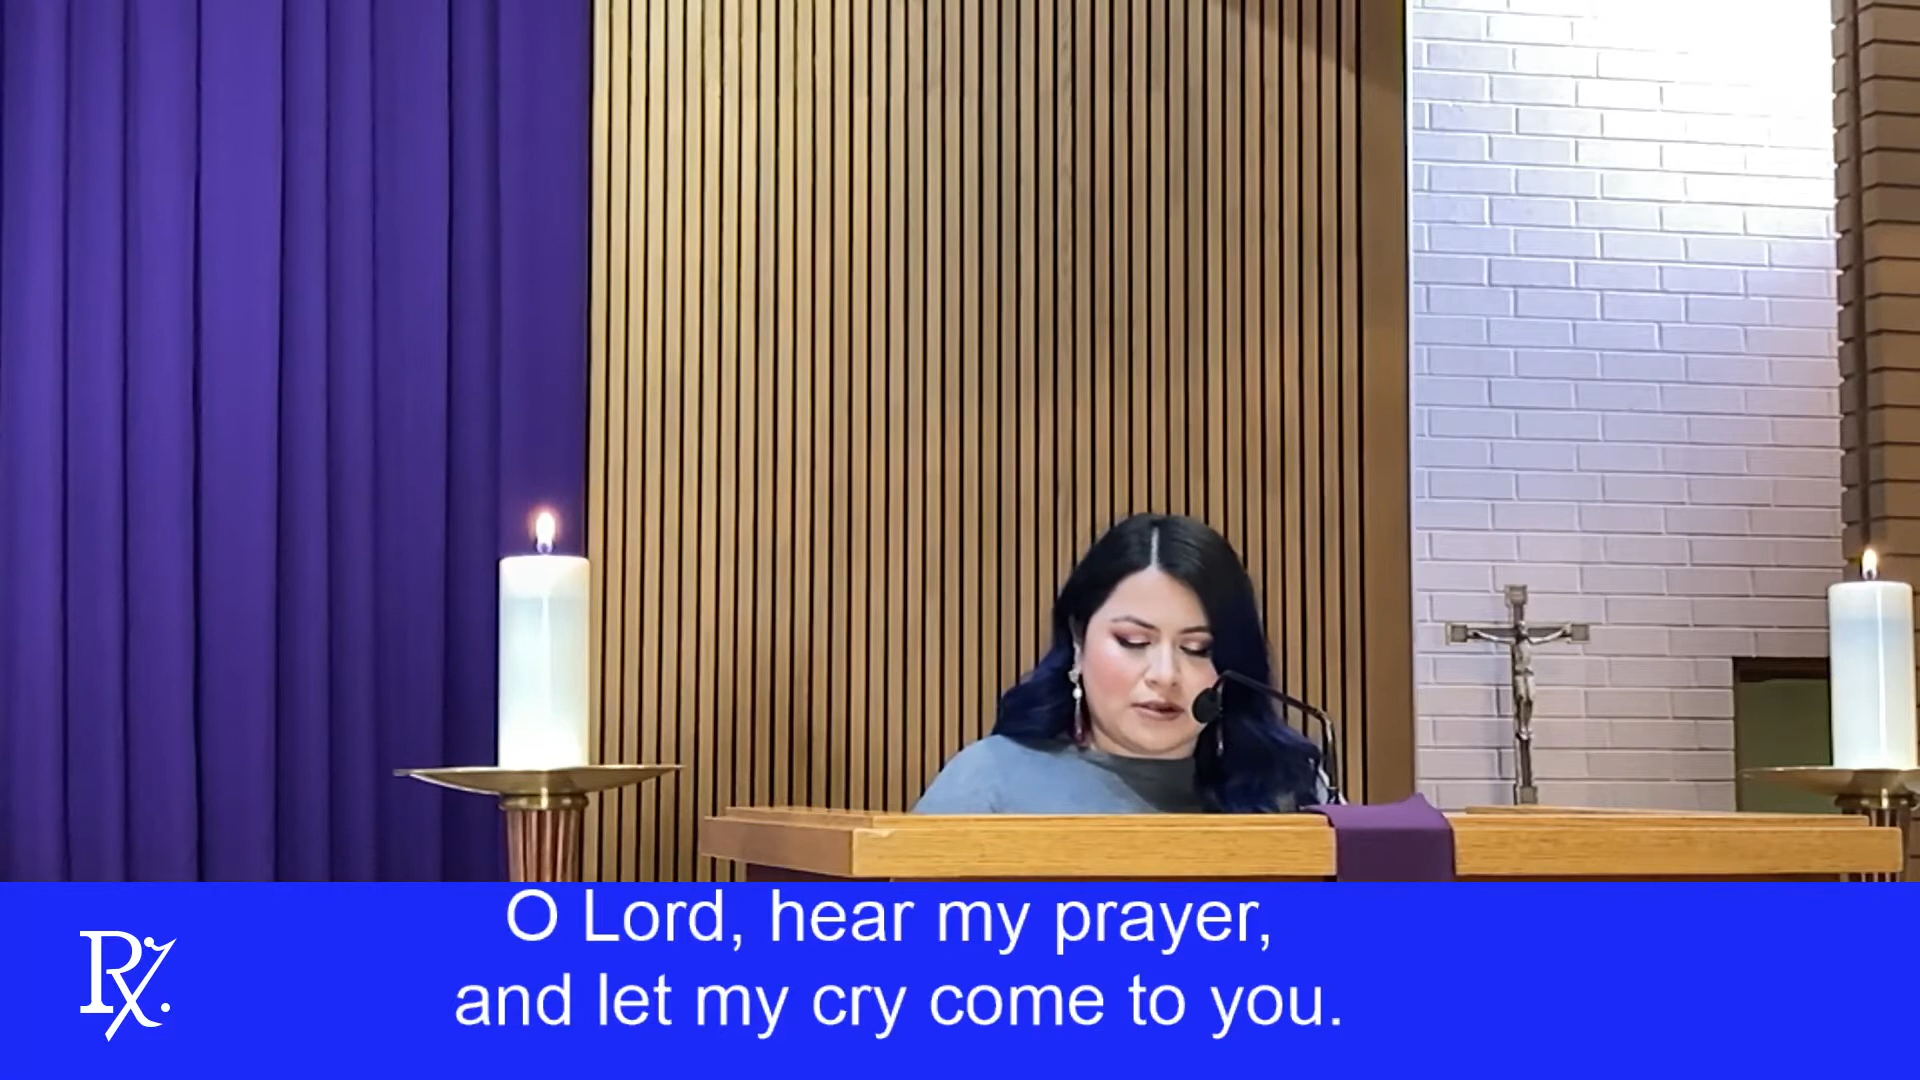 O Lord, hear my prayer,
℞.
and let my cry come to you.